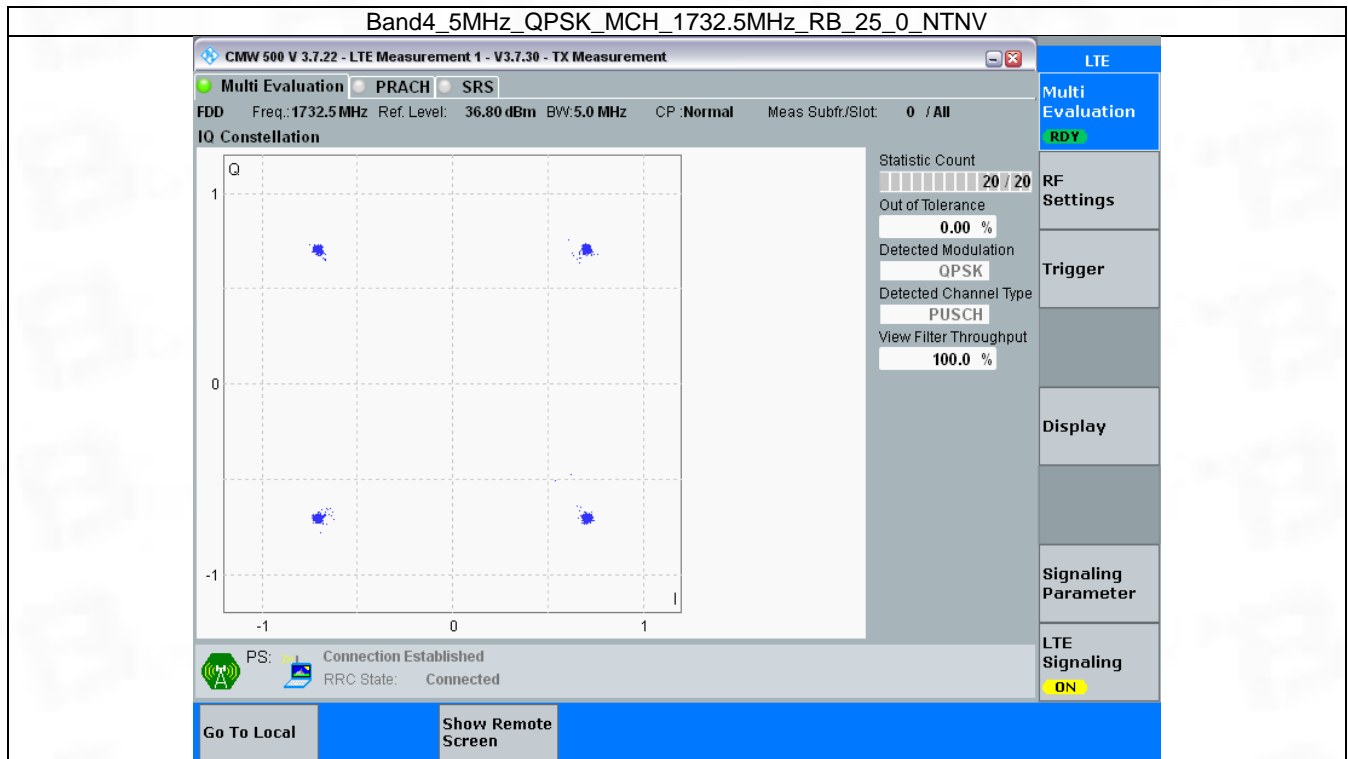 Band4_5MHz_QPSK_MCH_1732.5MHz_RB_25_0_NTNV
CMW 500 V 3.7.22 - LTE Measurement 1 - V3.7.30 - TX Measurement
LTE
Multi Evaluation PRACH SRS
Multi
Evaluation
RDY
FDD Freq.:1732.5 MHz Ref. Level: 36.80 dBm BW:5.0 MHz CP :Normal Meas Subfr./Slot: 0 / All
IQ Constellation
Q
1
0
-1
I
-1 0 1
Statistic Count
20 / 20
Out of Tolerance
0.00 %
Detected Modulation
QPSK
Detected Channel Type
PUSCH
View Filter Throughput
100.0 %
RF
Settings
Trigger
Display
Signaling
Parameter
LTE
Signaling
ON
PS: Connection Established
RRC State: Connected
Go To Local
Show Remote
Screen